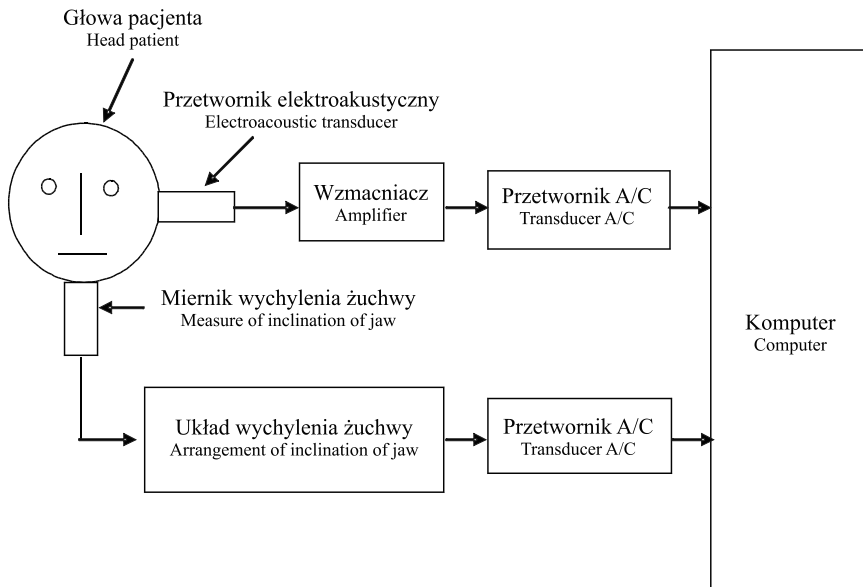 Głowa pacjenta
Head patient
Przetwornik elektroakustyczny
Electroacoustic transducer
Wzmacniacz
Amplifier
Przetwornik A/C
Transducer A/C
Miernik wychylenia żuchwy
Measure of inclination of jaw
Komputer
Computer
Układ wychylenia żuchwy
Arrangement of inclination of jaw
Przetwornik A/C
Transducer A/C